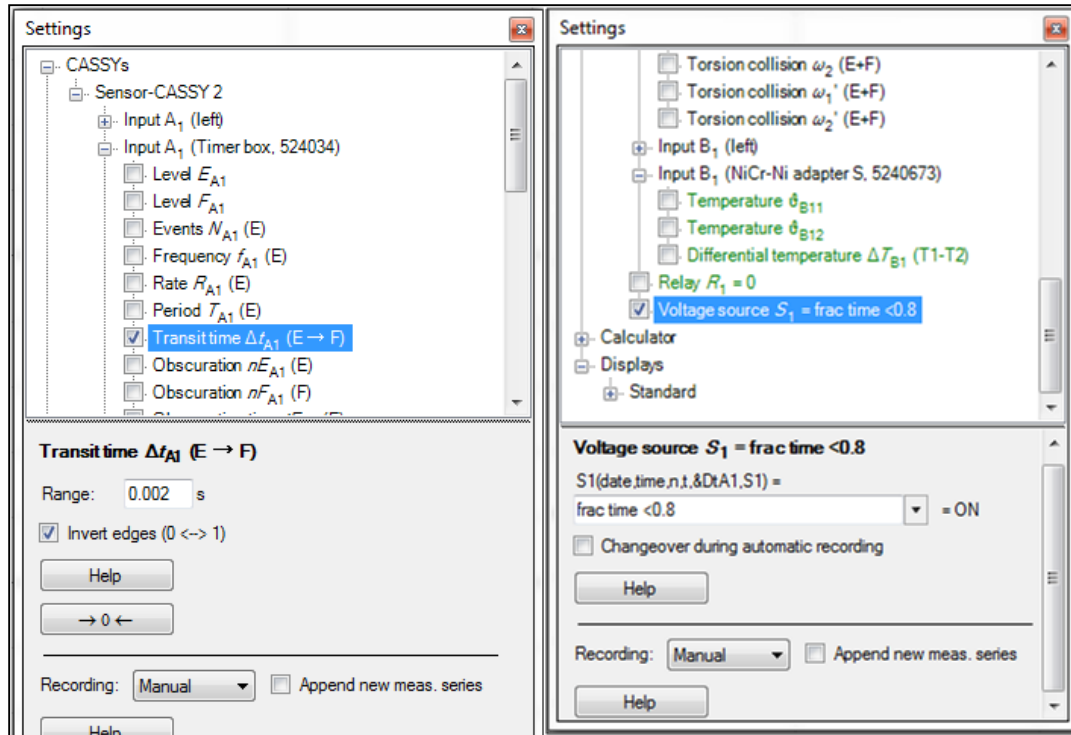 Settings
CASSYs
Sensor-CASSY 2
Input A1 (left)
Input A1 (Timer box, 524034)
Level EA1
Level FA1
Events NA1 (E)
Frequency fA1 (E)
Rate RA1 (E)
Period TA1 (E)
Transit time ΔtA1 (E → F)
Obscuration nEA1 (E)
Obscuration nFA1 (F)
Transit time ΔtA1 (E → F)
Range: 0.002 s
Invert edges (0 <--> 1)
Help
→ 0 ←
Recording: Manual Append new meas. series
Help
Settings
Torsion collision ω2 (E+F)
Torsion collision ω1' (E+F)
Torsion collision ω2' (E+F)
Input B1 (left)
Input B1 (NiCr-Ni adapter S, 5240673)
Temperature ϑB11
Temperature ϑB12
Differential temperature ΔTB1 (T1-T2)
Relay R1 = 0
Voltage source S1 = frac time <0.8
Calculator
Displays
Standard
Voltage source S1 = frac time <0.8
S1(date,time,n,t,&DtA1,S1) =
frac time <0.8 = ON
Changeover during automatic recording
Help
Recording: Manual Append new meas. series
Help